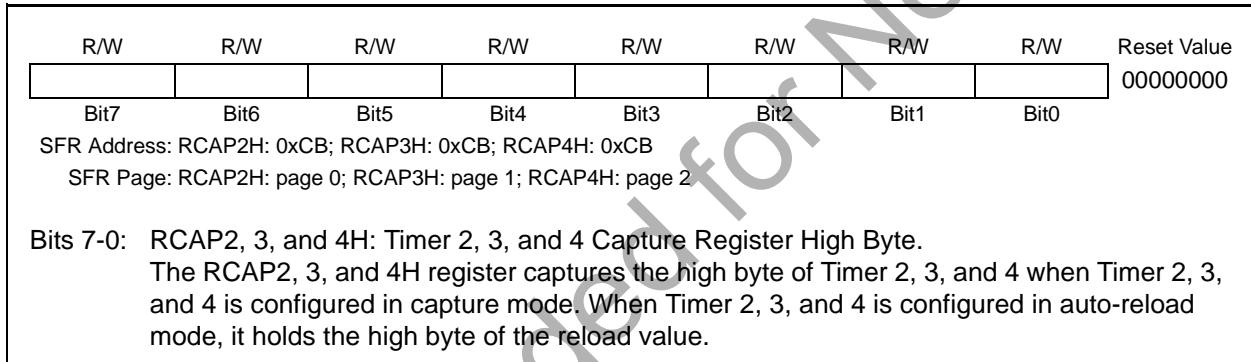 R/W R/W R/W R/W R/W R/W R/W R/W Reset Value
00000000
Bit7 Bit6 Bit5 Bit4 Bit3 Bit2 Bit1 Bit0
SFR Address: RCAP2H: 0xCB; RCAP3H: 0xCB; RCAP4H: 0xCB
SFR Page: RCAP2H: page 0; RCAP3H: page 1; RCAP4H: page 2
Bits 7-0: RCAP2, 3, and 4H: Timer 2, 3, and 4 Capture Register High Byte.
The RCAP2, 3, and 4H register captures the high byte of Timer 2, 3, and 4 when Timer 2, 3,
and 4 is configured in capture mode. When Timer 2, 3, and 4 is configured in auto-reload
mode, it holds the high byte of the reload value.